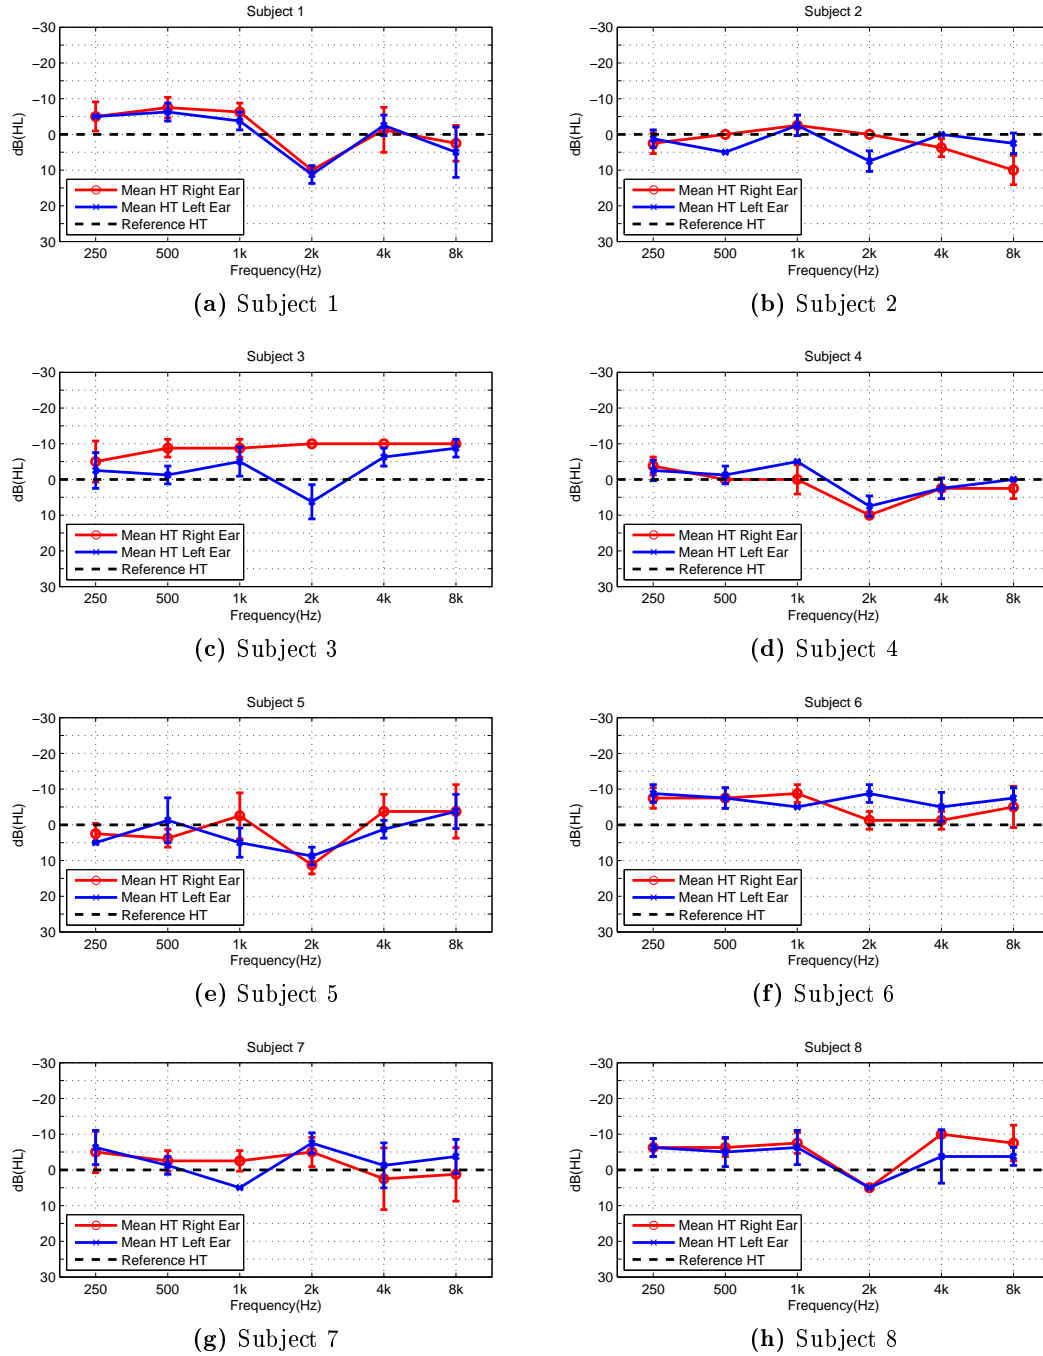 Subject 1
−30
−20
−10
0
10
20
30
dB(HL)
Mean HT Right Ear
Mean HT Left Ear
Reference HT
250 500 1k 2k 4k 8k
Frequency(Hz)
(a) Subject 1
Subject 2
−30
−20
−10
0
10
20
30
dB(HL)
Mean HT Right Ear
Mean HT Left Ear
Reference HT
250 500 1k 2k 4k 8k
Frequency(Hz)
(b) Subject 2
Subject 3
−30
−20
−10
0
10
20
30
dB(HL)
Mean HT Right Ear
Mean HT Left Ear
Reference HT
250 500 1k 2k 4k 8k
Frequency(Hz)
(c) Subject 3
Subject 4
−30
−20
−10
0
10
20
30
dB(HL)
Mean HT Right Ear
Mean HT Left Ear
Reference HT
250 500 1k 2k 4k 8k
Frequency(Hz)
(d) Subject 4
Subject 5
−30
−20
−10
0
10
20
30
dB(HL)
Mean HT Right Ear
Mean HT Left Ear
Reference HT
250 500 1k 2k 4k 8k
Frequency(Hz)
(e) Subject 5
Subject 6
−30
−20
−10
0
10
20
30
dB(HL)
Mean HT Right Ear
Mean HT Left Ear
Reference HT
250 500 1k 2k 4k 8k
Frequency(Hz)
(f) Subject 6
Subject 7
−30
−20
−10
0
10
20
30
dB(HL)
Mean HT Right Ear
Mean HT Left Ear
Reference HT
250 500 1k 2k 4k 8k
Frequency(Hz)
(g) Subject 7
Subject 8
−30
−20
−10
0
10
20
30
dB(HL)
Mean HT Right Ear
Mean HT Left Ear
Reference HT
250 500 1k 2k 4k 8k
Frequency(Hz)
(h) Subject 8